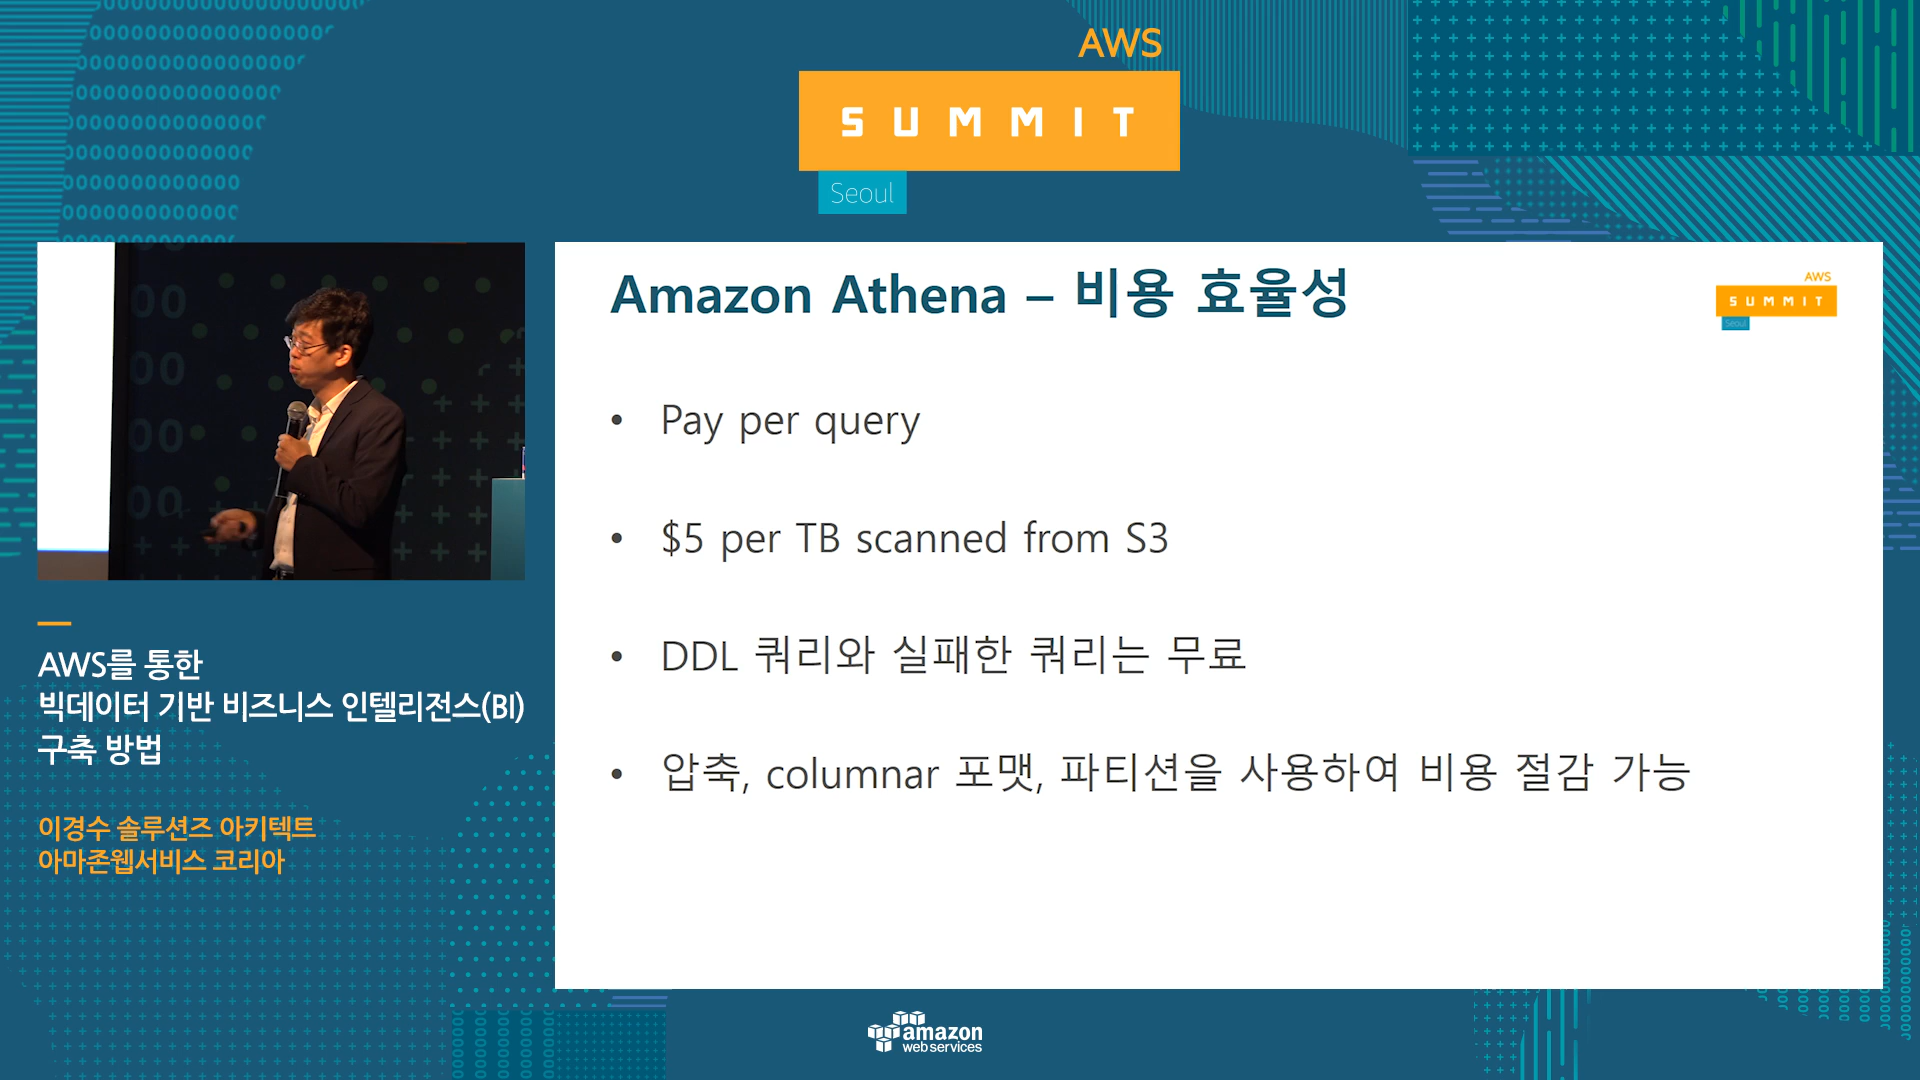 AWS
SUMMIT
Seoul
Amazon Athena – 비용 효율성
AWS
SUMMIT
Seoul
• Pay per query
• $5 per TB scanned from S3
• DDL 쿼리와 실패한 쿼리는 무료
• 압축, columnar 포맷, 파티션을 사용하여 비용 절감 가능
AWS를 통한
빅데이터 기반 비즈니스 인텔리전스(BI)
구축 방법
이경수 솔루션즈 아키텍트
아마존웹서비스 코리아
amazon
web services